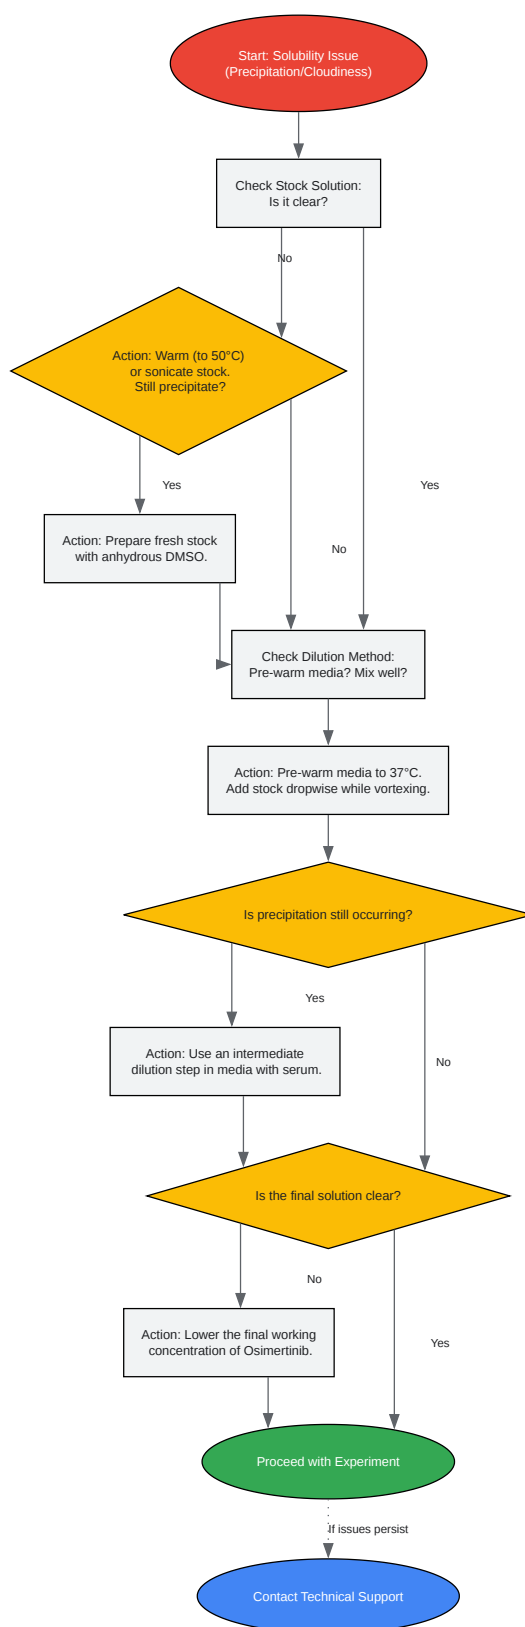 Start: Solubility Issue
(Precipitation/Cloudiness)
Check Stock Solution:
Is it clear?
No
Action: Warm (to 50°C)
or sonicate stock.
Still precipitate?
Yes
Yes
Action: Prepare fresh stock
with anhydrous DMSO.
No
Check Dilution Method:
Pre-warm media? Mix well?
Action: Pre-warm media to 37°C.
Add stock dropwise while vortexing.
Is precipitation still occurring?
Yes
Action: Use an intermediate
dilution step in media with serum.
No
Is the final solution clear?
No
Action: Lower the final working
concentration of Osimertinib.
Yes
Proceed with Experiment
If issues persist
Contact Technical Support